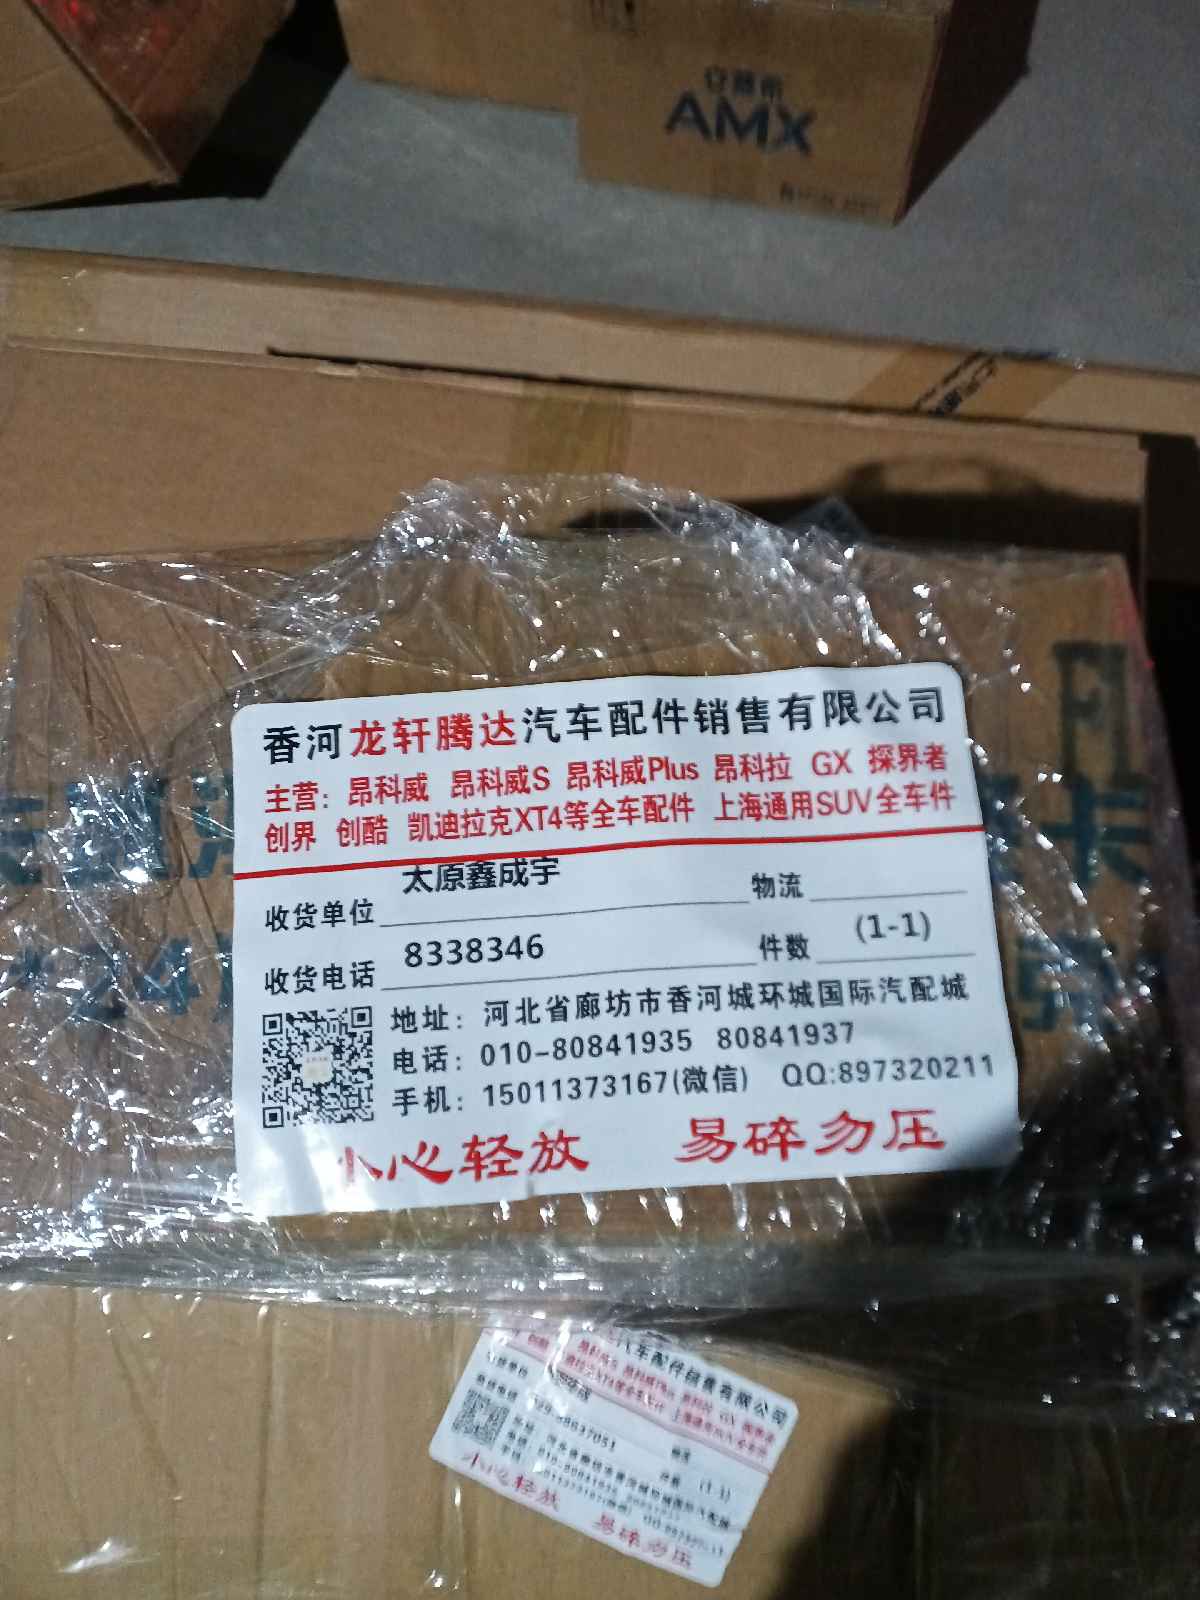 安慕希
AMX
香河龙轩腾达汽车配件销售有限公司
主营：昂科威 昂科威S 昂科威Plus 昂科拉 GX 探界者
创界 创酷 凯迪拉克XT4等全车配件 上海通用SUV全车件
收货单位 太原鑫成宇 物流
收货电话 8338346 件数 (1-1)
地址：河北省廊坊市香河城环城国际汽配城
电话：010-80841935 80841937
手机：15011373167(微信) QQ:897320211
小心轻放 易碎勿压
汽车配件销售有限公司
(1-1)
小心轻放 易碎勿压